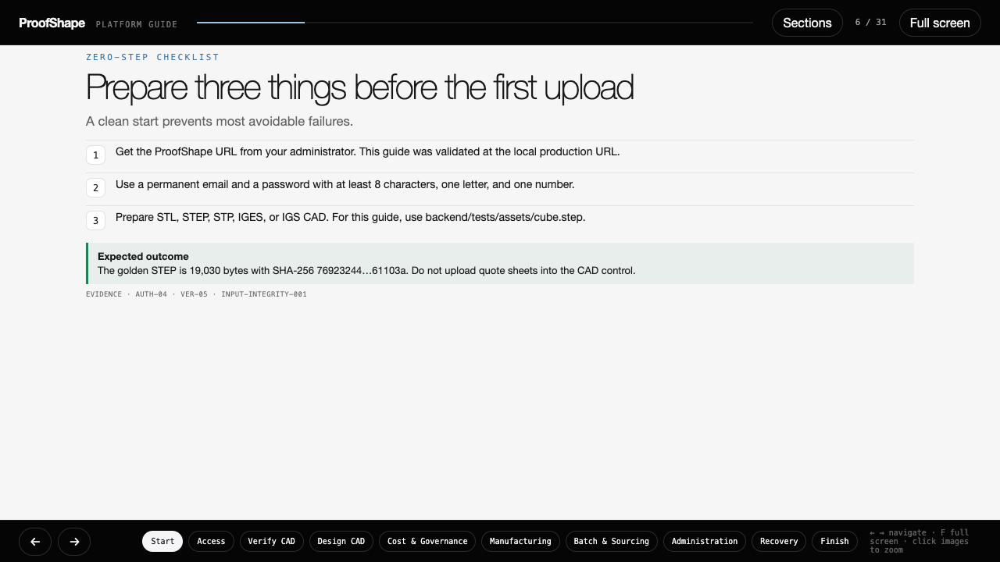 ProofShape PLATFORM GUIDE Sections 6 / 31 Full screen
ZERO-STEP CHECKLIST
Prepare three things before the first upload
A clean start prevents most avoidable failures.
1 Get the ProofShape URL from your administrator. This guide was validated at the local production URL.
2 Use a permanent email and a password with at least 8 characters, one letter, and one number.
3 Prepare STL, STEP, STP, IGES, or IGS CAD. For this guide, use backend/tests/assets/cube.step.
Expected outcome
The golden STEP is 19,030 bytes with SHA-256 76923244…61103a. Do not upload quote sheets into the CAD control.
EVIDENCE · AUTH-04 · VER-05 · INPUT-INTEGRITY-001
← → Start Access Verify CAD Design CAD Cost & Governance Manufacturing Batch & Sourcing Administration Recovery Finish
← → navigate · F full
screen · click images
to zoom